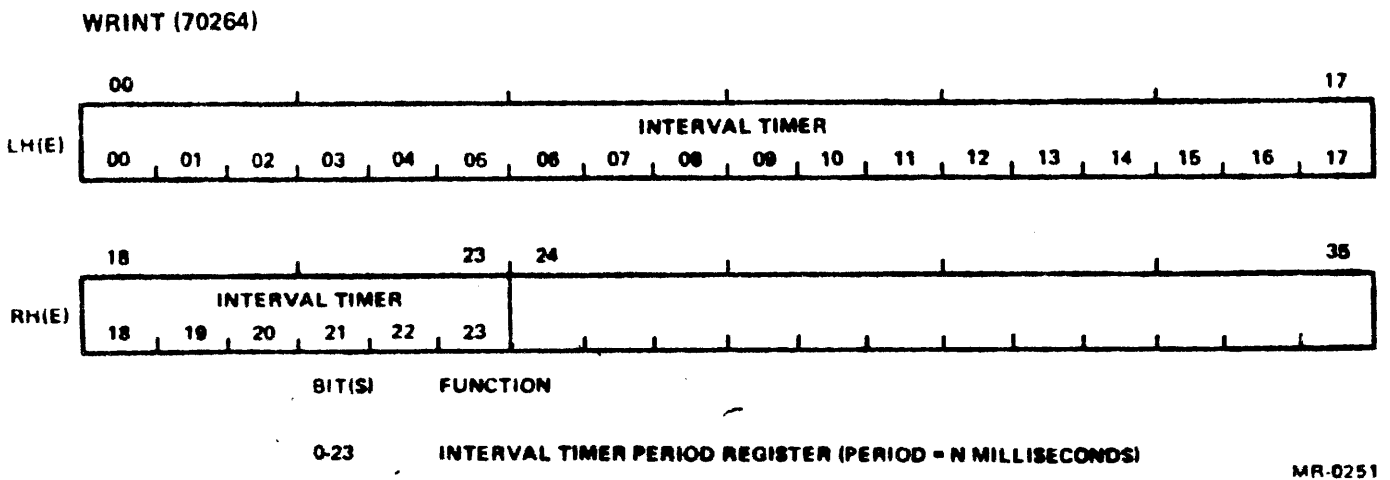 WRINT (70264)
00 17
INTERVAL TIMER
LH(E)
00 01 02 03 04 05 06 07 08 09 10 11 12 13 14 15 16 17
18 23 24 35
INTERVAL TIMER
RH(E)
18 19 20 21 22 23
BIT(S) FUNCTION
0-23 INTERVAL TIMER PERIOD REGISTER (PERIOD = N MILLISECONDS)
MR-0251